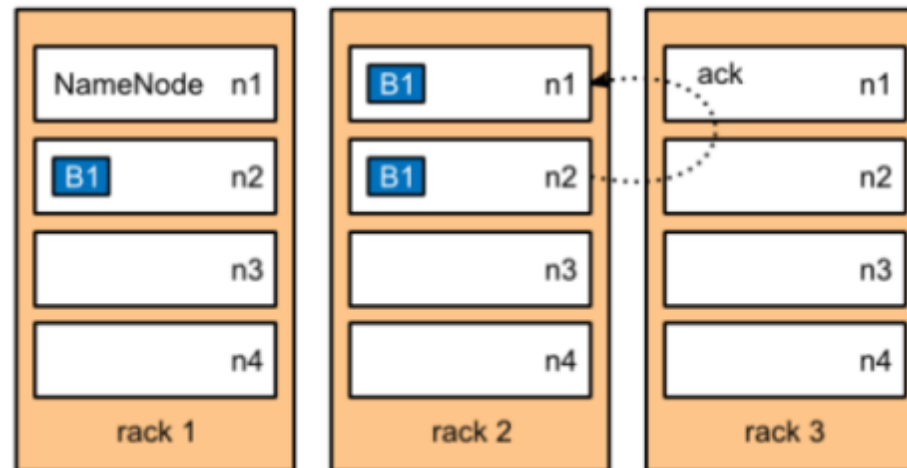 NameNode n1
B1 n2
n3
n4
rack 1
B1 n1
B1 n2
n3
n4
rack 2
ack n1
n2
n3
n4
rack 3